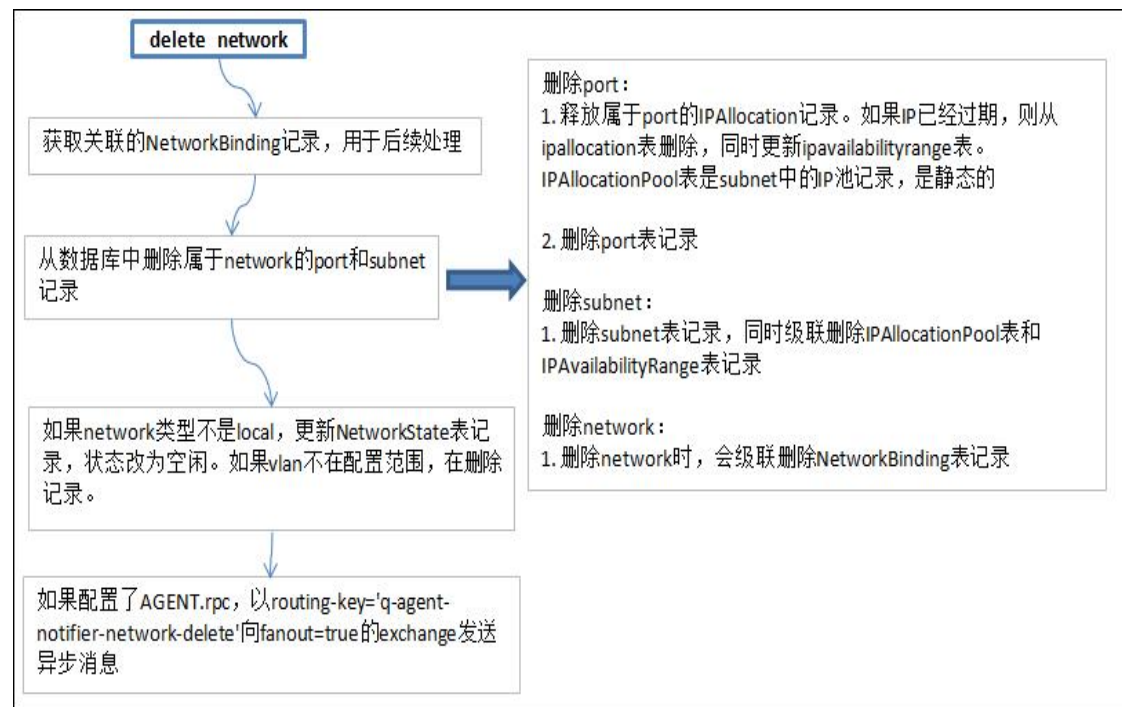 delete network
获取关联的NetworkBinding记录，用于后续处理
从数据库中删除属于network的port和subnet
记录
如果network类型不是local，更新NetworkState表记
录，状态改为空闲。如果vlan不在配置范围，在删除
记录。
如果配置了AGENT.rpc，以routing-key='q-agent-
notifier-network-delete'向fanout=true的exchange发送
异步消息
删除port：
1. 释放属于port的IPAllocation记录。如果IP已经过期，则从
ipallocation表删除，同时更新ipavailabilityrange表。
IPAllocationPool表是subnet中的IP池记录，是静态的
2. 删除port表记录
删除subnet：
1. 删除subnet表记录，同时级联删除IPAllocationPool表和
IPAvailabilityRange表记录
删除network：
1. 删除network时，会级联删除NetworkBinding表记录